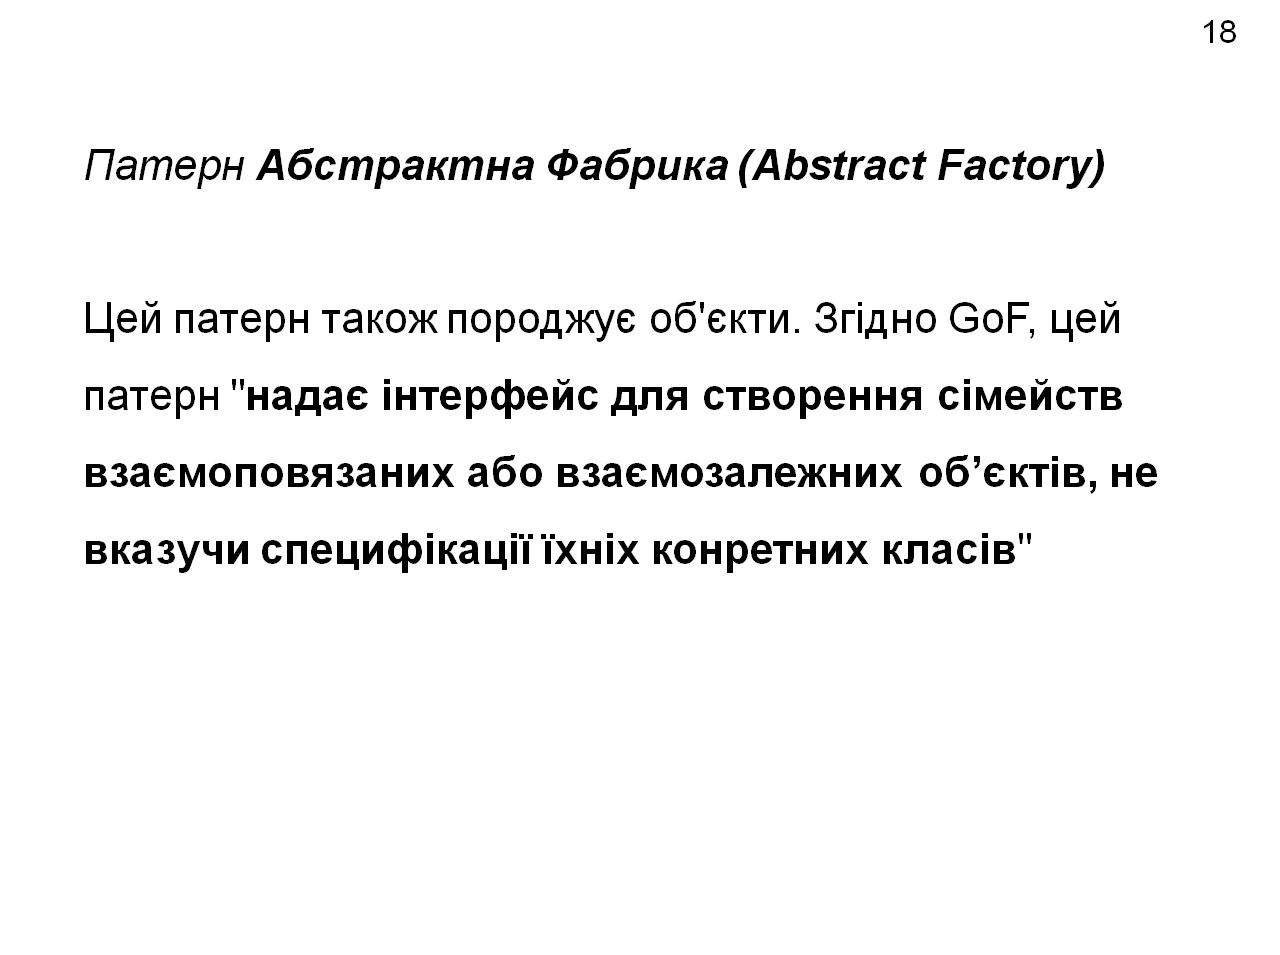 18
Патерн Абстрактна Фабрика (Abstract Factory)
Цей патерн також породжує об'єкти. Згідно GoF, цей
патерн "надає інтерфейс для створення сімейств
взаємоповязаних або взаємозалежних об’єктів, не
вказучи специфікації їхніх конретних класів"